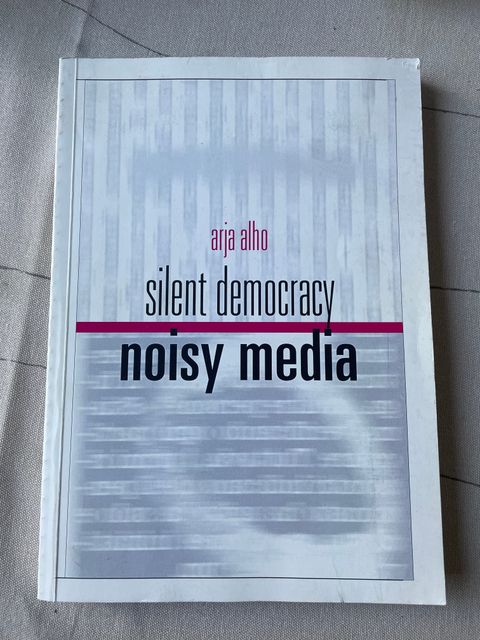 arja alho
silent democracy
noisy media